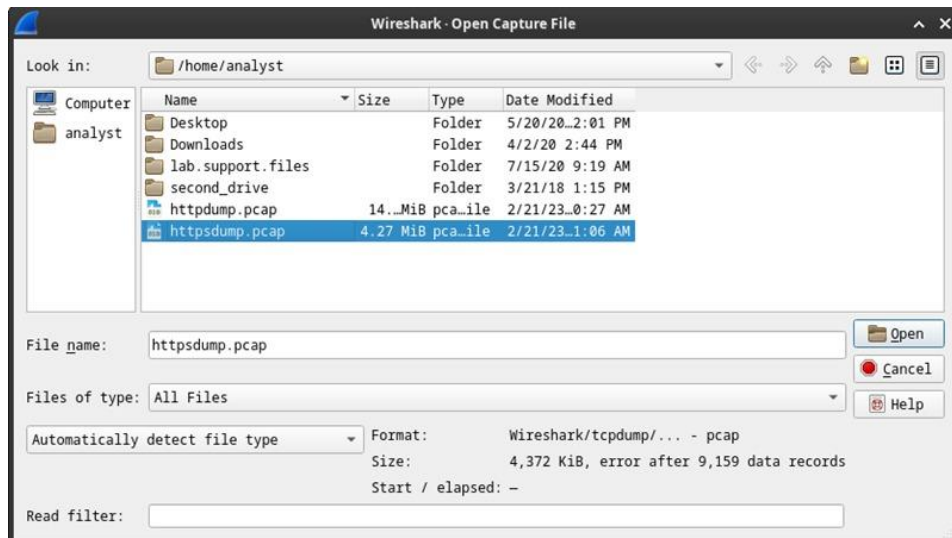 Wireshark · Open Capture File
Look in: /home/analyst
Computer
analyst
Name Size Type Date Modified
Desktop Folder 5/20/20…2:01 PM
Downloads Folder 4/2/20 2:44 PM
lab.support.files Folder 7/15/20 9:19 AM
second_drive Folder 3/21/18 1:15 PM
httpdump.pcap 14.…MiB pca…ile 2/21/23…0:27 AM
httpsdump.pcap 4.27 MiB pca…ile 2/21/23…1:06 AM
File name: httpsdump.pcap Open
Cancel
Files of type: All Files Help
Automatically detect file type Format: Wireshark/tcpdump/... - pcap
Size: 4,372 KiB, error after 9,159 data records
Start / elapsed: —
Read filter: